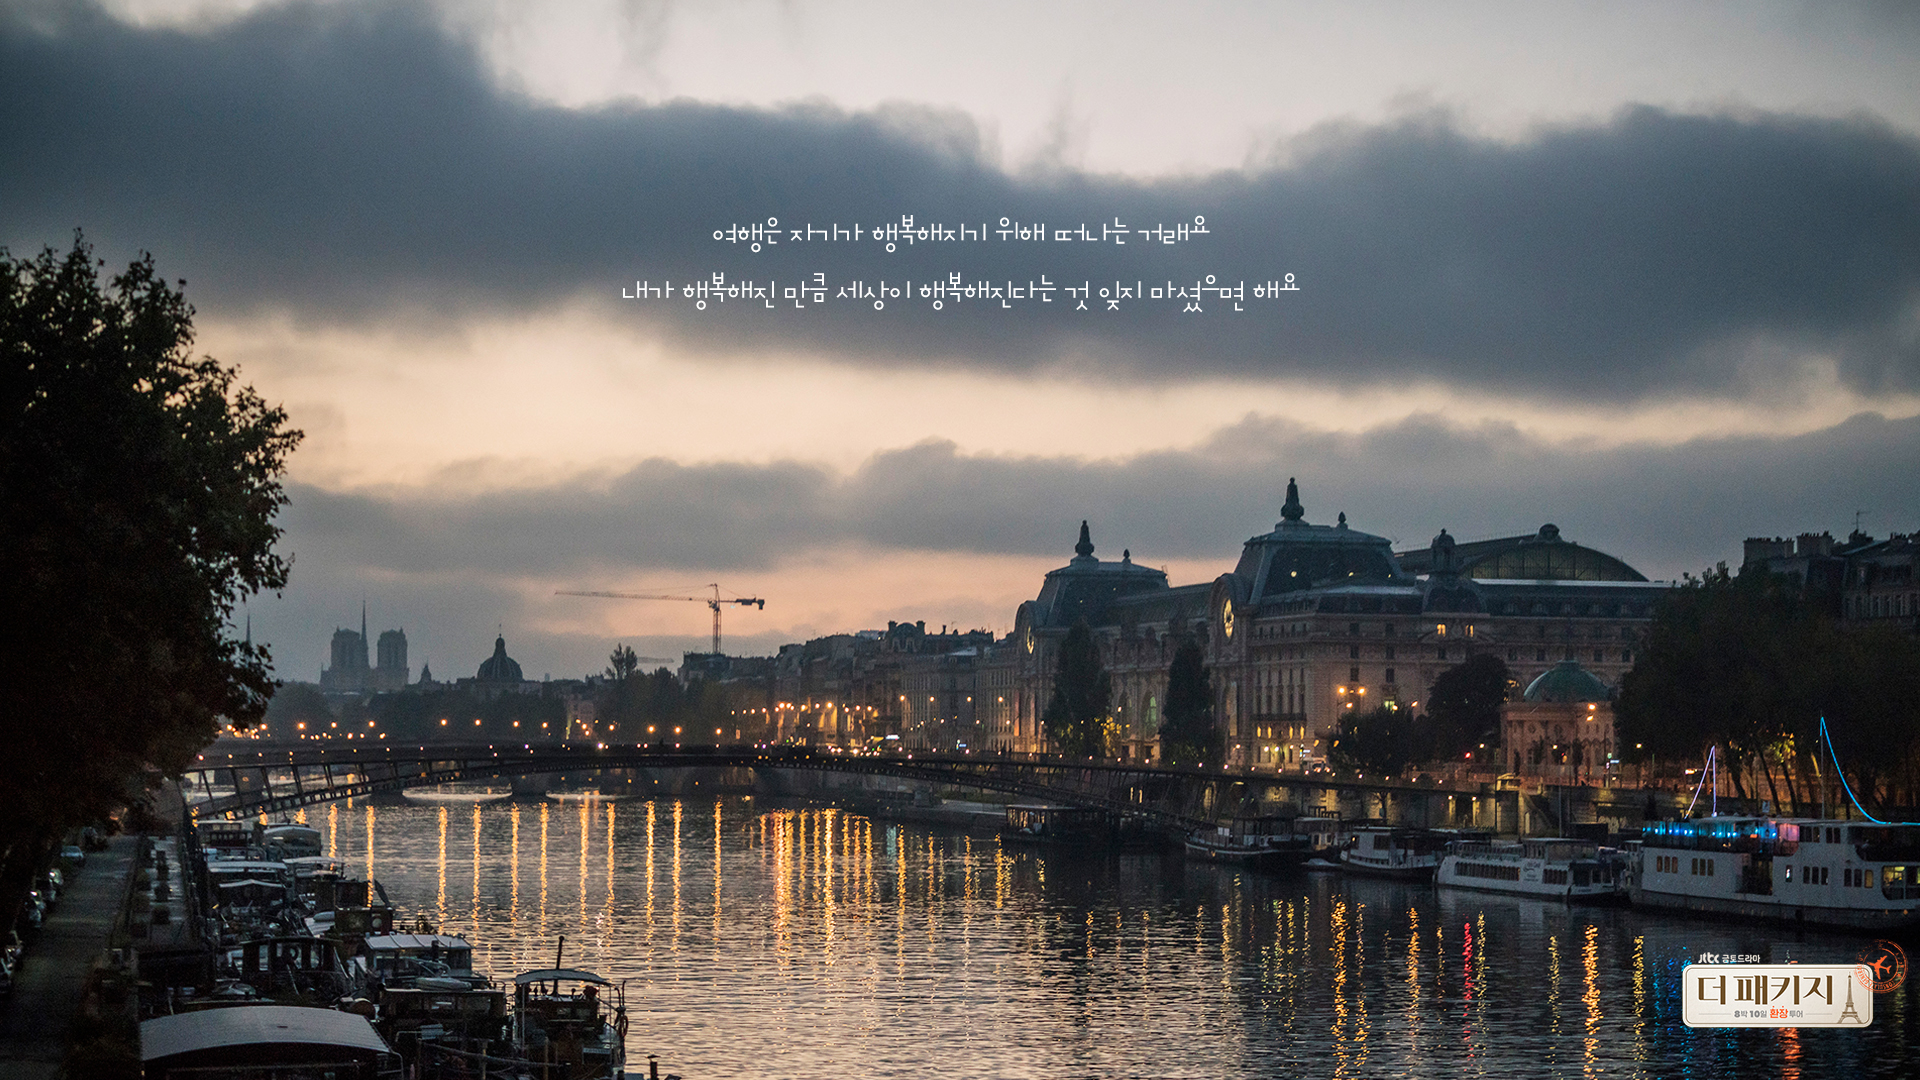 여행은 자기가 행복해지기 위해 떠나는 거래요
내가 행복해진 만큼 세상이 행복해진다는 것 잊지 마셨으면 해요
jtbc 금토드라마
더 패키지
8박 10일 환장 투어